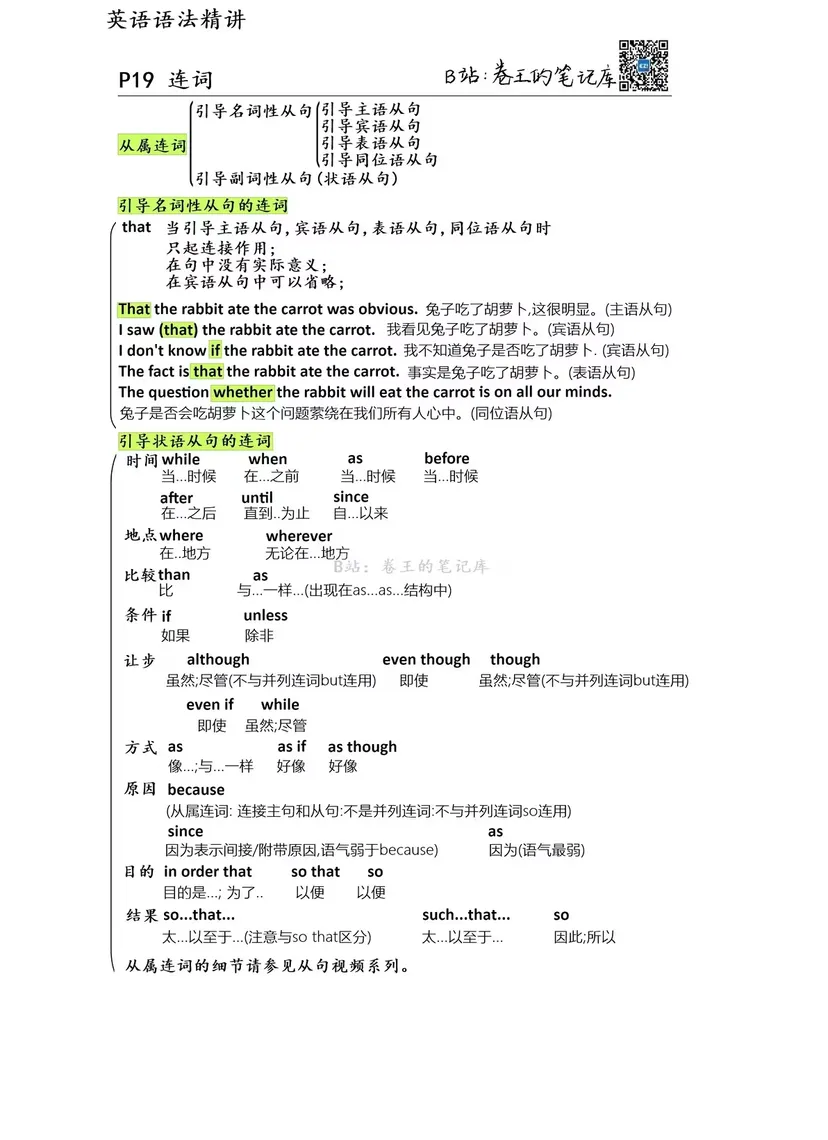 英语语法精讲
P19 连词
B站:卷王的笔记库
从属连词
引导名词性从句
引导主语从句
引导宾语从句
引导表语从句
引导同位语从句
引导副词性从句(状语从句)
引导名词性从句的连词
that 当引导主语从句,宾语从句,表语从句,同位语从句时
只起连接作用;
在句中没有实际意义;
在宾语从句中可以省略;
That the rabbit ate the carrot was obvious. 兔子吃了胡萝卜,这很明显。(主语从句)
I saw (that) the rabbit ate the carrot. 我看见兔子吃了胡萝卜。(宾语从句)
I don't know if the rabbit ate the carrot. 我不知道兔子是否吃了胡萝卜. (宾语从句)
The fact is that the rabbit ate the carrot. 事实是兔子吃了胡萝卜。(表语从句)
The question whether the rabbit will eat the carrot is on all our minds.
兔子是否会吃胡萝卜这个问题萦绕在我们所有人心中。(同位语从句)
引导状语从句的连词
时间 while when as before
当...时候 在...之前 当...时候 当...时候
after until since
在...之后 直到..为止 自...以来
地点 where wherever
在..地方 无论在...地方
B站：卷王的笔记库
比较 than as
比 与...一样...(出现在as...as...结构中)
条件 if unless
如果 除非
让步 although even though though
虽然;尽管(不与并列连词but连用) 即使 虽然;尽管(不与并列连词but连用)
even if while
即使 虽然;尽管
方式 as as if as though
像...;与...一样 好像 好像
原因 because
(从属连词: 连接主句和从句:不是并列连词:不与并列连词so连用)
since as
因为表示间接/附带原因,语气弱于because) 因为(语气最弱)
目的 in order that so that so
目的是...; 为了.. 以便 以便
结果 so...that... such...that... so
太...以至于...(注意与so that区分) 太...以至于... 因此;所以
从属连词的细节请参见从句视频系列。